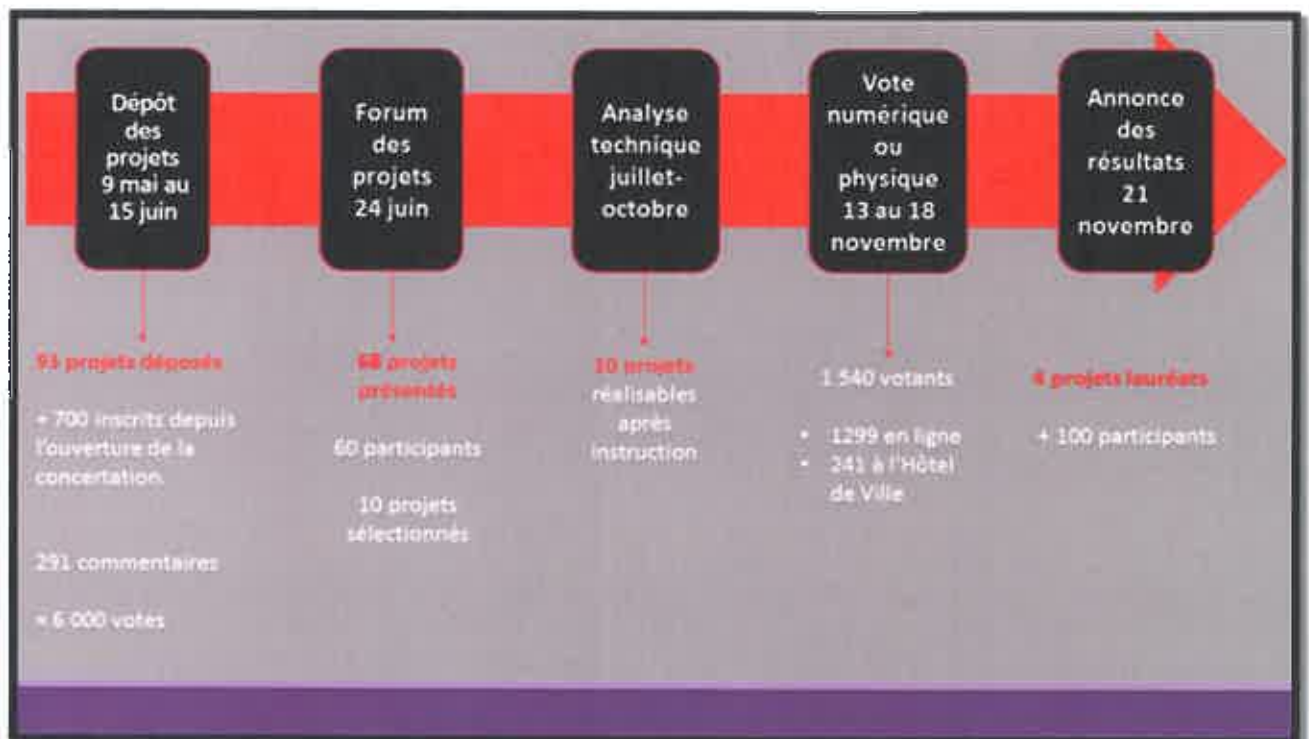 Dépôt
des
projets
9 mai au
15 juin
projets déposés
+ 700 inscrits depuis
l'ouverture de la
concertation.
291 commentaires
6 000 votes
Forum
des
projets
24 juin
68 projets
présentés
60 participants
10 projets
sélectionnés
Analyse
technique
juillet-
octobre
10 projets
réalisables
après
instruction
Vote
numérique
ou
physique
13 au 18
novembre
1 540 votants
• 1299 en ligne
• 241 à l'Hôtel
de Ville
Annonce
des
résultats
21
novembre
projets lauréats
+ 100 participants